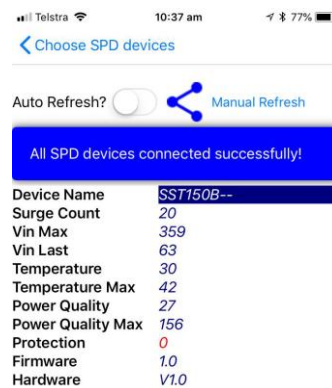 Telstra 10:37 am 77%
Choose SPD devices
Auto Refresh? Manual Refresh
All SPD devices connected successfully!
Device Name SST150B--
Surge Count 20
Vin Max 359
Vin Last 63
Temperature 30
Temperature Max 42
Power Quality 27
Power Quality Max 156
Protection 0
Firmware 1.0
Hardware V1.0